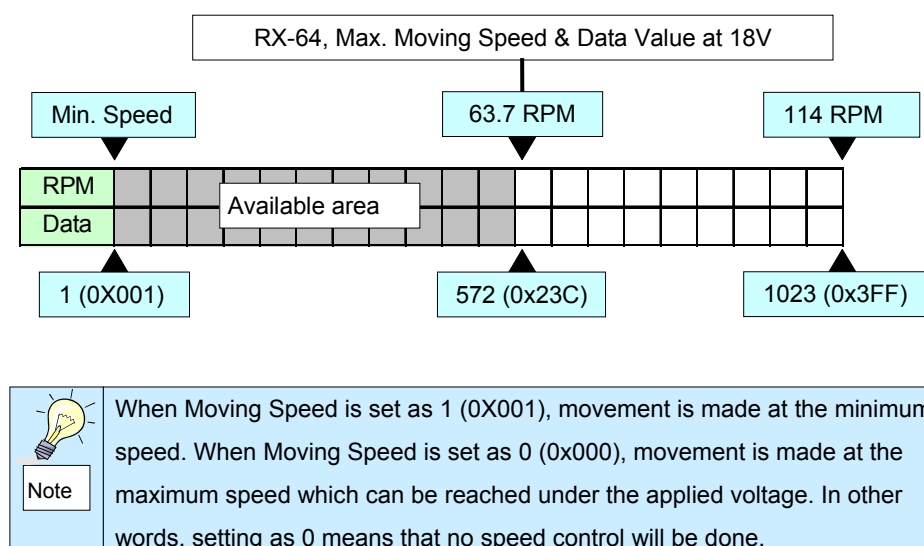 RX-64, Max. Moving Speed & Data Value at 18V
Min. Speed
63.7 RPM
114 RPM
RPM
Available area
Data
1 (0X001)
572 (0x23C)
1023 (0x3FF)
When Moving Speed is set as 1 (0X001), movement is made at the minimum
speed. When Moving Speed is set as 0 (0x000), movement is made at the
Note
maximum speed which can be reached under the applied voltage. In other
words, setting as 0 means that no speed control will be done.